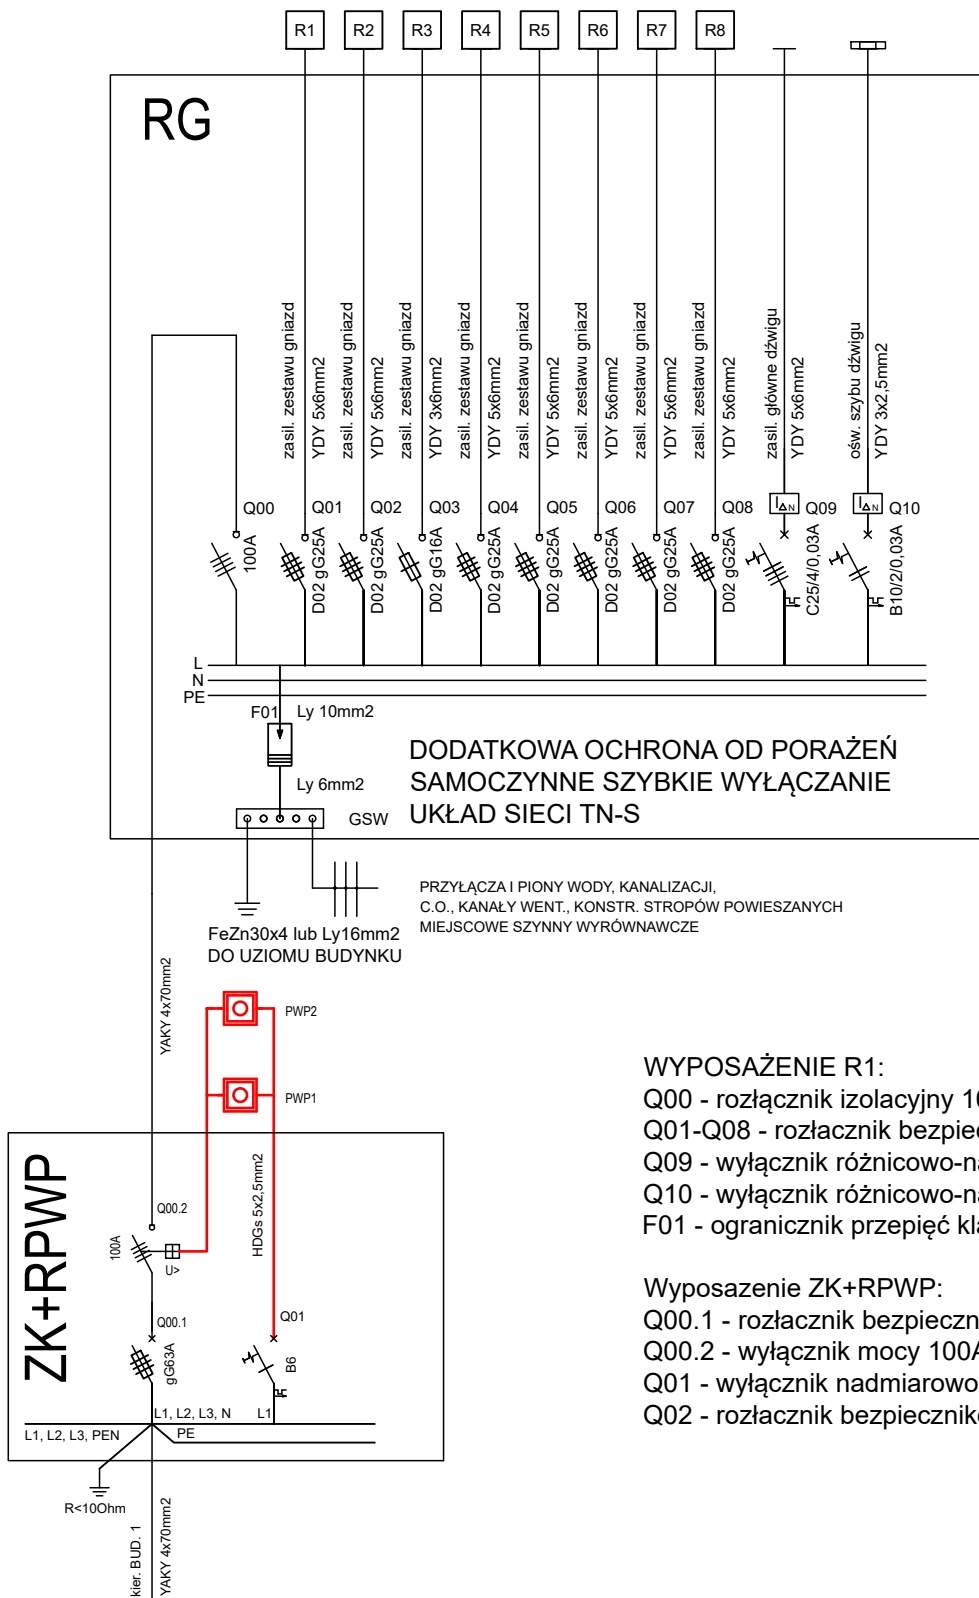 R1 R2 R3 R4 R5 R6 R7 R8
RG
zasil. zestawu gniazd
YDY 5x6mm2
zasil. zestawu gniazd
YDY 5x6mm2
zasil. zestawu gniazd
YDY 3x6mm2
zasil. zestawu gniazd
YDY 5x6mm2
zasil. zestawu gniazd
YDY 5x6mm2
zasil. zestawu gniazd
YDY 5x6mm2
zasil. zestawu gniazd
YDY 5x6mm2
zasil. zestawu gniazd
YDY 5x6mm2
zasil. główne dźwigu
YDY 5x6mm2
ośw. szybu dźwigu
YDY 3x2,5mm2
Q00 Q01 Q02 Q03 Q04 Q05 Q06 Q07 Q08 I∆N Q09 I∆N Q10
100A
D02 gG25A
D02 gG25A
D02 gG16A
D02 gG25A
D02 gG25A
D02 gG25A
D02 gG25A
D02 gG25A
C25/4/0,03A
B10/2/0,03A
L
N
PE
F01 Ly 10mm2
Ly 6mm2
GSW
DODATKOWA OCHRONA OD PORAŻEŃ
SAMOCZYNNE SZYBKIE WYŁĄCZANIE
UKŁAD SIECI TN-S
PRZYŁĄCZA I PIONY WODY, KANALIZACJI,
C.O., KANAŁY WENT., KONSTR. STROPÓW POWIESZANYCH
MIEJSCOWE SZYNNY WYRÓWNAWCZE
FeZn30x4 lub Ly16mm2
DO UZIOMU BUDYNKU
YAKY 4x70mm2
PWP2
PWP1
ZK+RPWP
HDGs 5x2,5mm2
Q00.2
100A
U>
Q00.1
gG63A
Q01
B6
L1, L2, L3, N
L1
L1, L2, L3, PEN
PE
R<10Ohm
kier. BUD. 1
YAKY 4x70mm2
WYPOSAŻENIE R1:
Q00 - rozłącznik izolacyjny 10
Q01-Q08 - rozłacznik bezpiec
Q09 - wyłącznik różnicowo-na
Q10 - wyłącznik różnicowo-na
F01 - ogranicznik przepięć kla
Wyposazenie ZK+RPWP:
Q00.1 - rozłacznik bezpieczn
Q00.2 - wyłącznik mocy 100A
Q01 - wyłącznik nadmiarowo
Q02 - rozłacznik bezpiecznik